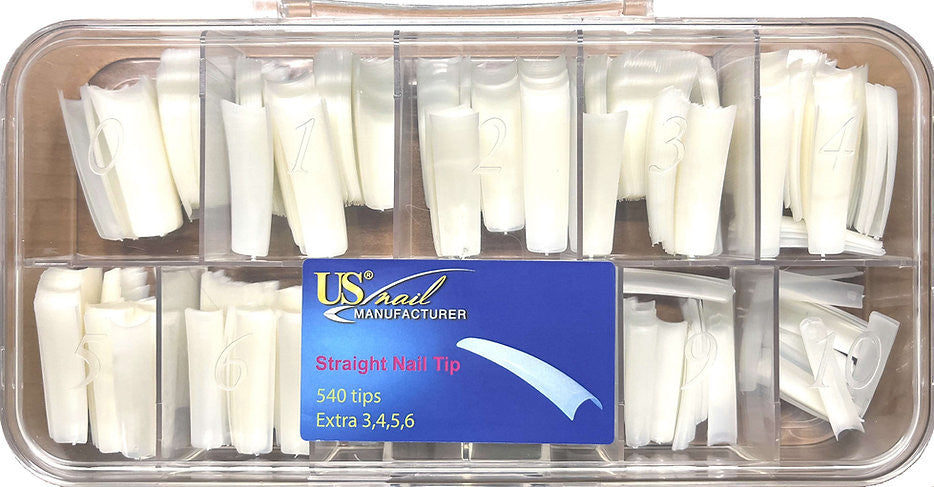 0 1 2 3 4
5 6 9 10
US® nail
MANUFACTURER
Straight Nail Tip
540 tips
Extra 3,4,5,6